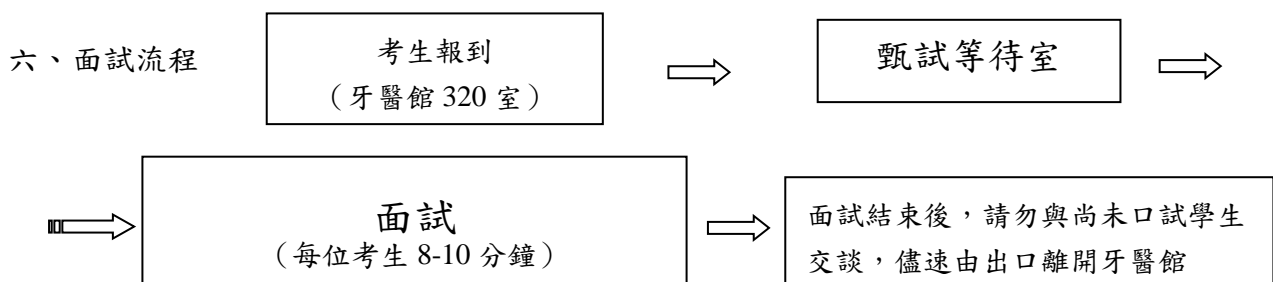 六、面試流程
考生報到
（牙醫館 320 室）
甄試等待室
面試
（每位考生 8-10 分鐘）
面試結束後，請勿與尚未口試學生
交談，儘速由出口離開牙醫館